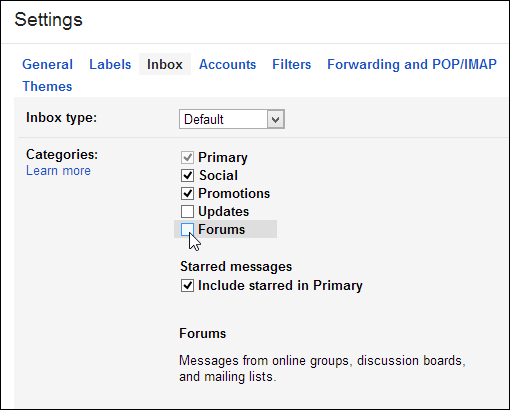 Settings
General Labels Inbox Accounts Filters Forwarding and POP/IMAP
Themes
Inbox type: Default
Categories: Primary
Learn more Social
Promotions
Updates
Forums
Starred messages
Include starred in Primary
Forums
Messages from online groups, discussion boards,
and mailing lists.